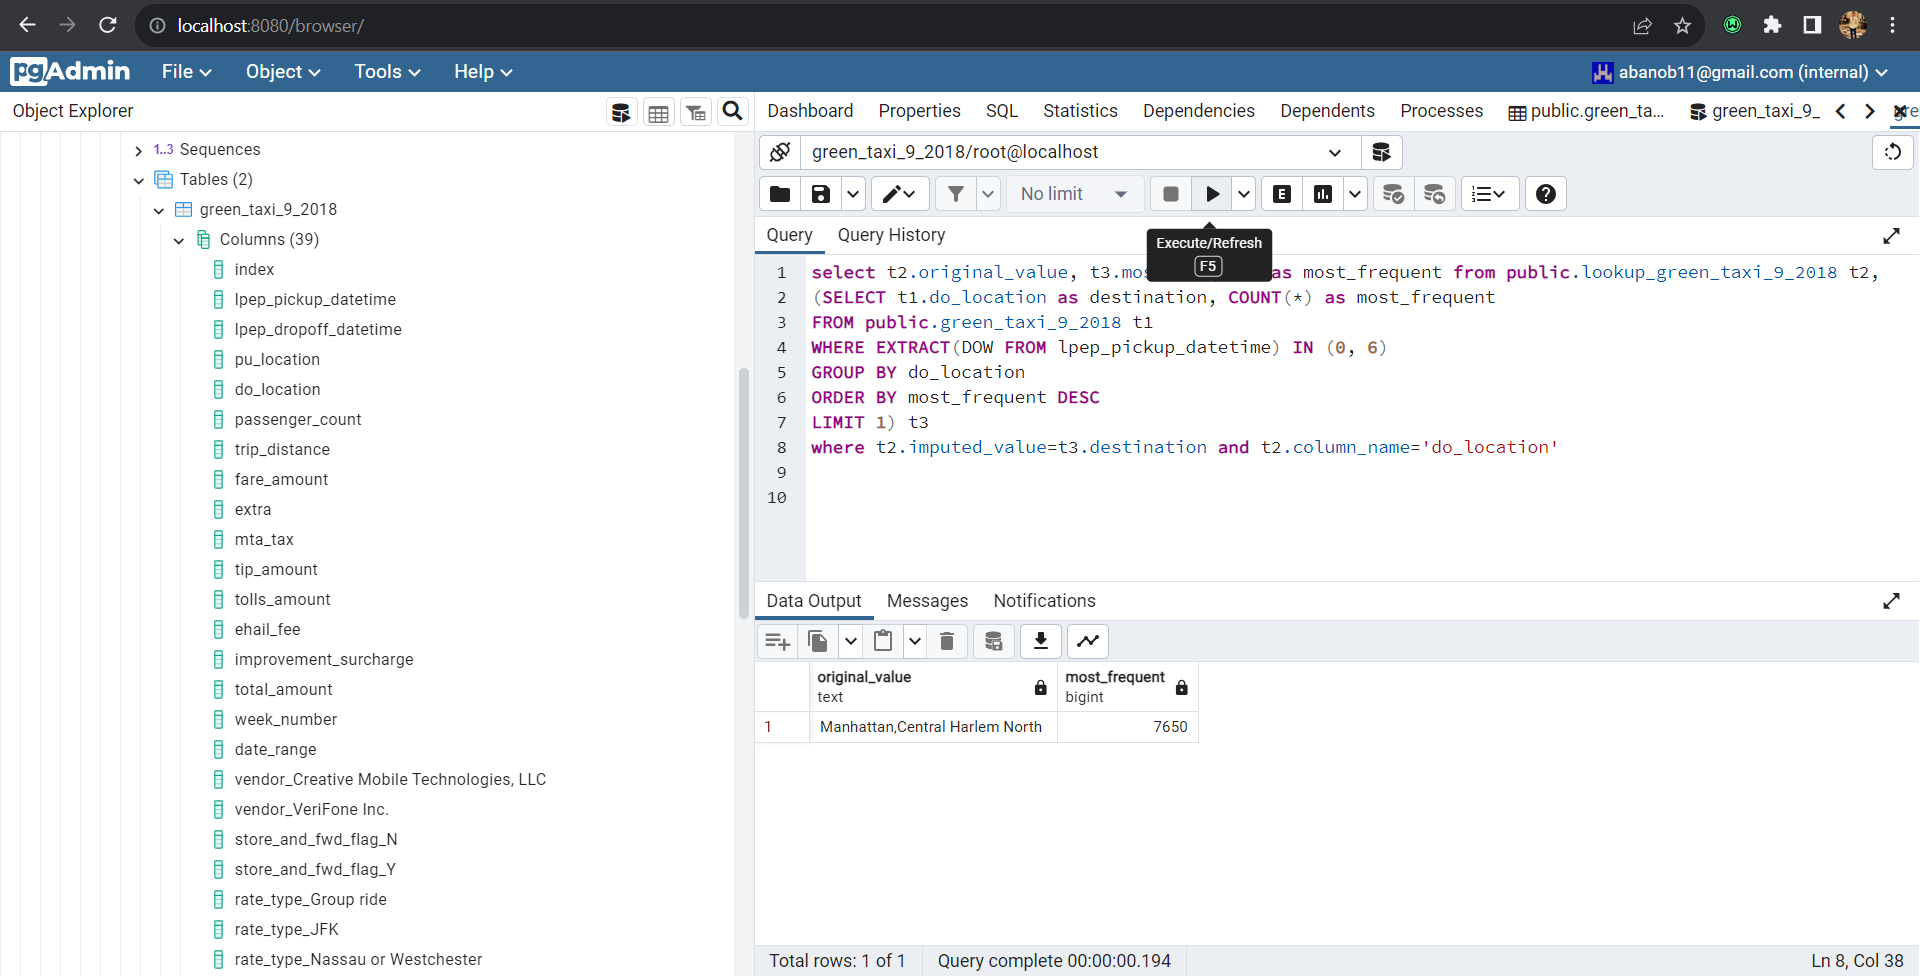 localhost:8080/browser/
pgAdmin File Object Tools Help abanob11@gmail.com (internal)
Object Explorer
Dashboard Properties SQL Statistics Dependencies Dependents Processes public.green_ta... green_taxi_9_
1..3 Sequences
Tables (2)
green_taxi_9_2018
Columns (39)
index
lpep_pickup_datetime
lpep_dropoff_datetime
pu_location
do_location
passenger_count
trip_distance
fare_amount
extra
mta_tax
tip_amount
tolls_amount
ehail_fee
improvement_surcharge
total_amount
week_number
date_range
vendor_Creative Mobile Technologies, LLC
vendor_VeriFone Inc.
store_and_fwd_flag_N
store_and_fwd_flag_Y
rate_type_Group ride
rate_type_JFK
rate_type_Nassau or Westchester
green_taxi_9_2018/root@localhost
No limit
E
Query Query History
Execute/Refresh
F5
1 select t2.original_value, t3.mos as most_frequent from public.lookup_green_taxi_9_2018 t2,
2 (SELECT t1.do_location as destination, COUNT(*) as most_frequent
3 FROM public.green_taxi_9_2018 t1
4 WHERE EXTRACT(DOW FROM lpep_pickup_datetime) IN (0, 6)
5 GROUP BY do_location
6 ORDER BY most_frequent DESC
7 LIMIT 1) t3
8 where t2.imputed_value=t3.destination and t2.column_name='do_location'
9
10
Data Output Messages Notifications
original_value most_frequent
text bigint
1 Manhattan,Central Harlem North 7650
Total rows: 1 of 1 Query complete 00:00:00.194 Ln 8, Col 38